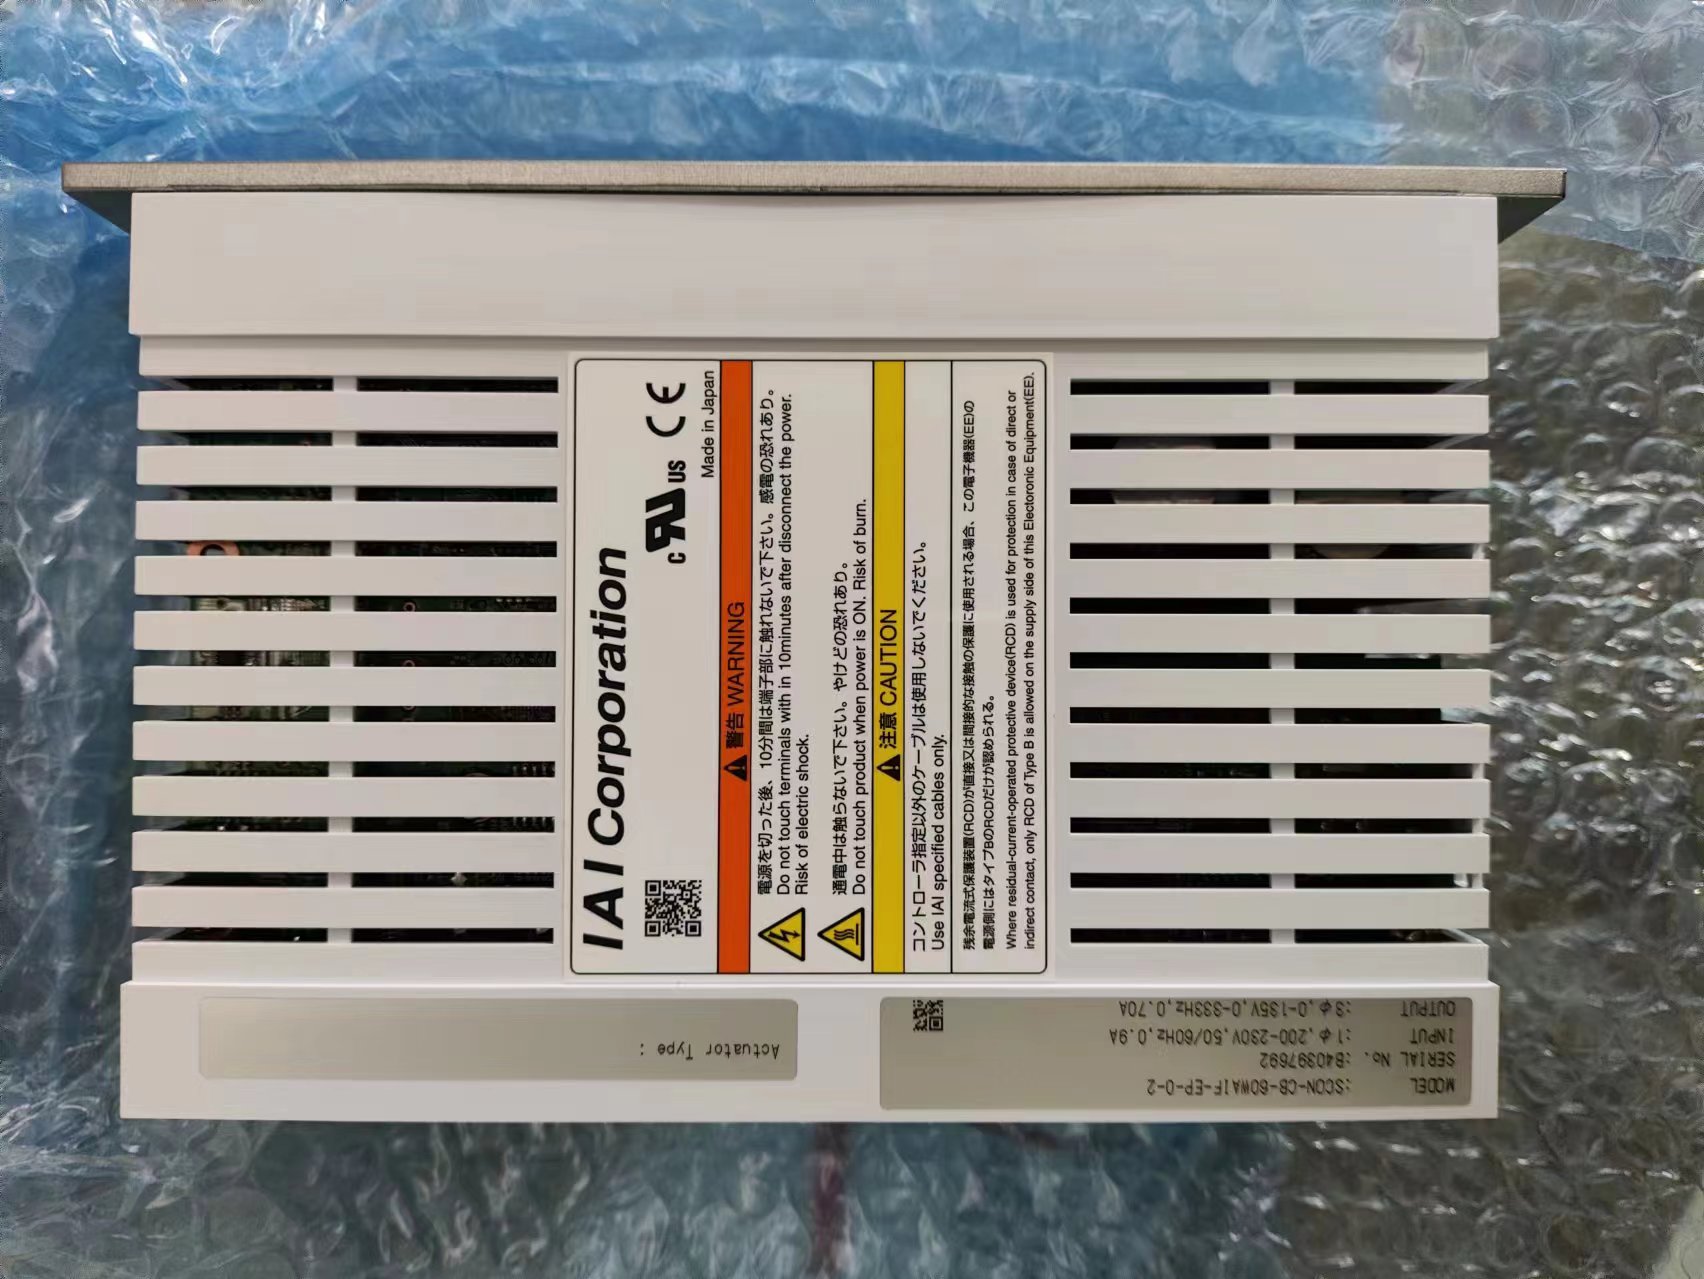 IAI Corporation
c RU US CE
Made in Japan
警告 WARNING
電源を切った後、10分間は端子部に触れないで下さい。感電の恐れあり。
Do not touch terminals with in 10minutes after disconnect the power.
Risk of electric shock.
通電中は触らないで下さい。やけどの恐れあり。
Do not touch product when power is ON. Risk of burn.
注意 CAUTION
コントローラ指定以外のケーブルは使用しないでください。
Use IAI specified cables only.
残余電流式保護装置(RCD)が直接又は間接的な接触の保護に使用される場合、この電子機器(EE)の
電源側にはタイプBのRCDだけが認められる。
Where residual-current-operated protective device(RCD) is used for protection in case of direct or
indirect contact, only RCD of Type B is allowed on the supply side of this Electoronic Equipment(EE).
MODEL :SCON-CB-60WAIF-EP-0-2
SERIAL No. :B40397692
INPUT :1φ,200-230V,50/60Hz,0.9A
OUTPUT :3φ,0-135V,0-333Hz,0.70A
Actuator Type :